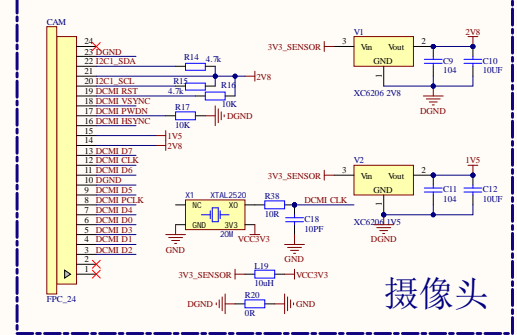 CAM
24
23 DGND
22 I2C1_SDA
21
20 I2C1_SCL
19 DCMI RST
18 DCMI VSYNC
17 DCMI PWDN
16 DCMI HSYNC
15
14
13 DCMI D7
12 DCMI CLK
11 DCMI D6
10 DGND
9 DCMI D5
8 DCMI PCLK
7 DCMI D4
6 DCMI D0
5 DCMI D3
4 DCMI D1
3 DCMI D2
2
1
FPC_24
R14 4.7k
2V8
R15
4.7k
R16
10K
R17
10K
DGND
1V5
2V8
V1
2V8
3V3_SENSOR 3 Vin Vout 2
GND
1
XC6206 2V8
C9
104
C10
10UF
DGND
V2
1V5
3V3_SENSOR 3 Vin Vout 2
GND
1
XC6206 1V5
C11
104
C12
10UF
DGND
X1 XTAL2520
NC XO
GND 3V3
20M
GND
VCC3V3
R38
10R
DCMI CLK
C18
10PF
GND
3V3_SENSOR L19 VCC3V3
10uH
DGND R20 GND
0R
摄像头